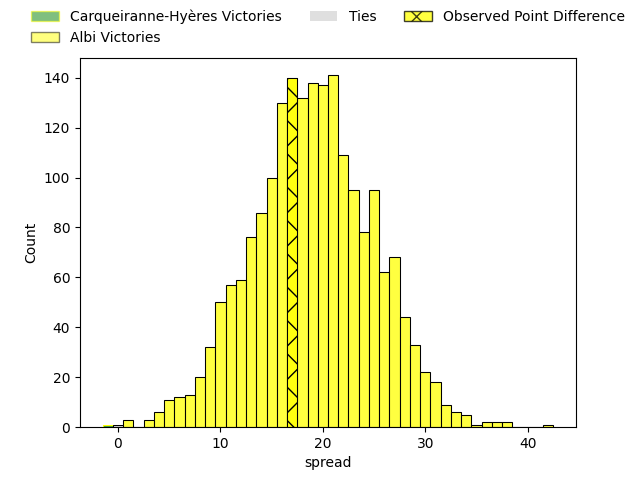 Carqueiranne-Hyères Victories
Ties
Observed Point Difference
Albi Victories
140
120
100
80
60
40
20
0
Count
0 10 20 30 40
spread